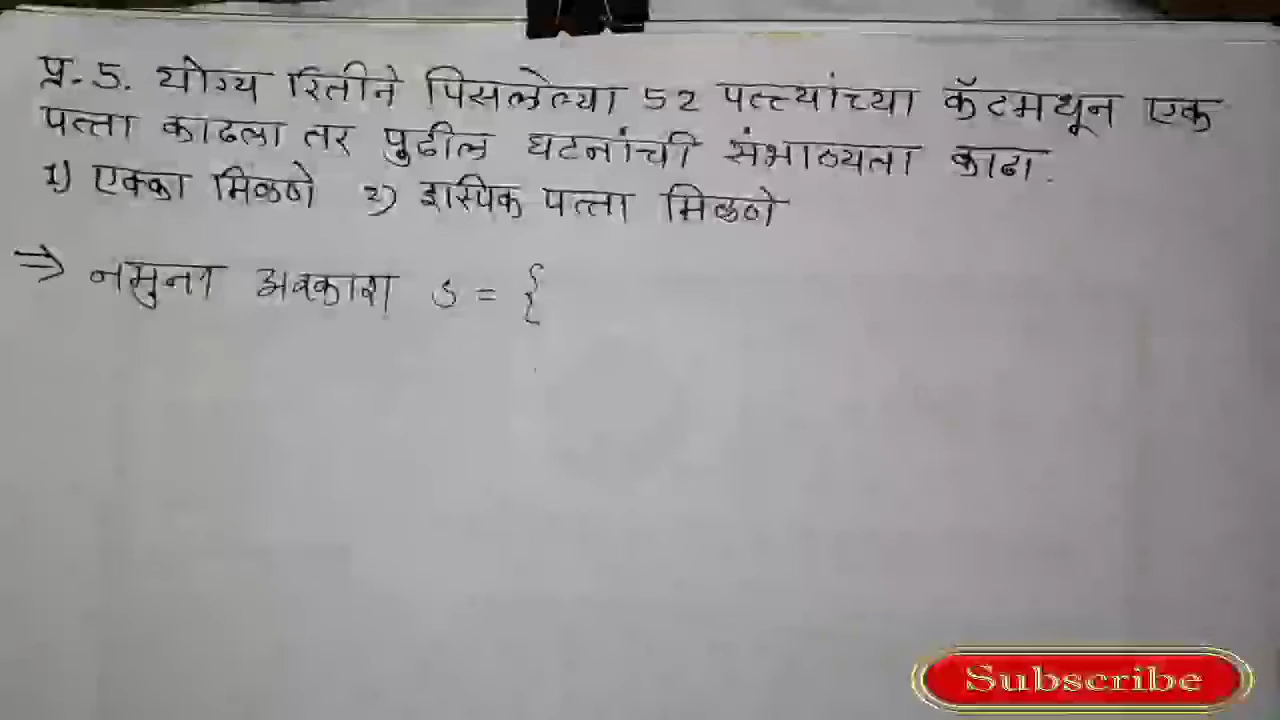 प्र. 5. योग्य रितीने पिसलेल्या 52 पत्त्यांच्या कॅटमधून एक
पत्ता काढला तर पुढील घटनांची संभाव्यता काढा.
1) एक्का मिळणे 2) इस्पिक पत्ता मिळणे
⇒ नमुना अवकाश S = {
Subscribe